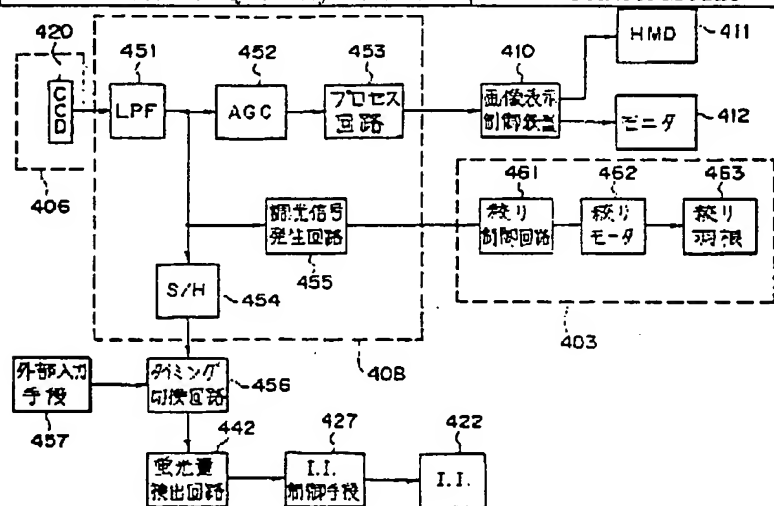 420
CCD
406
451
LPF
452
AGC
453
プロセス
回路
410
画像表示
制御装置
HMD
411
モニタ
412
調光信号
発生回路
455
461
絞り
制御回路
462
絞り
モータ
463
絞り
羽根
403
S/H
454
408
外部入力
手段
457
タイミング
切換回路
456
442
蛍光量
検出回路
427
I.I.
制御手段
422
I.I.